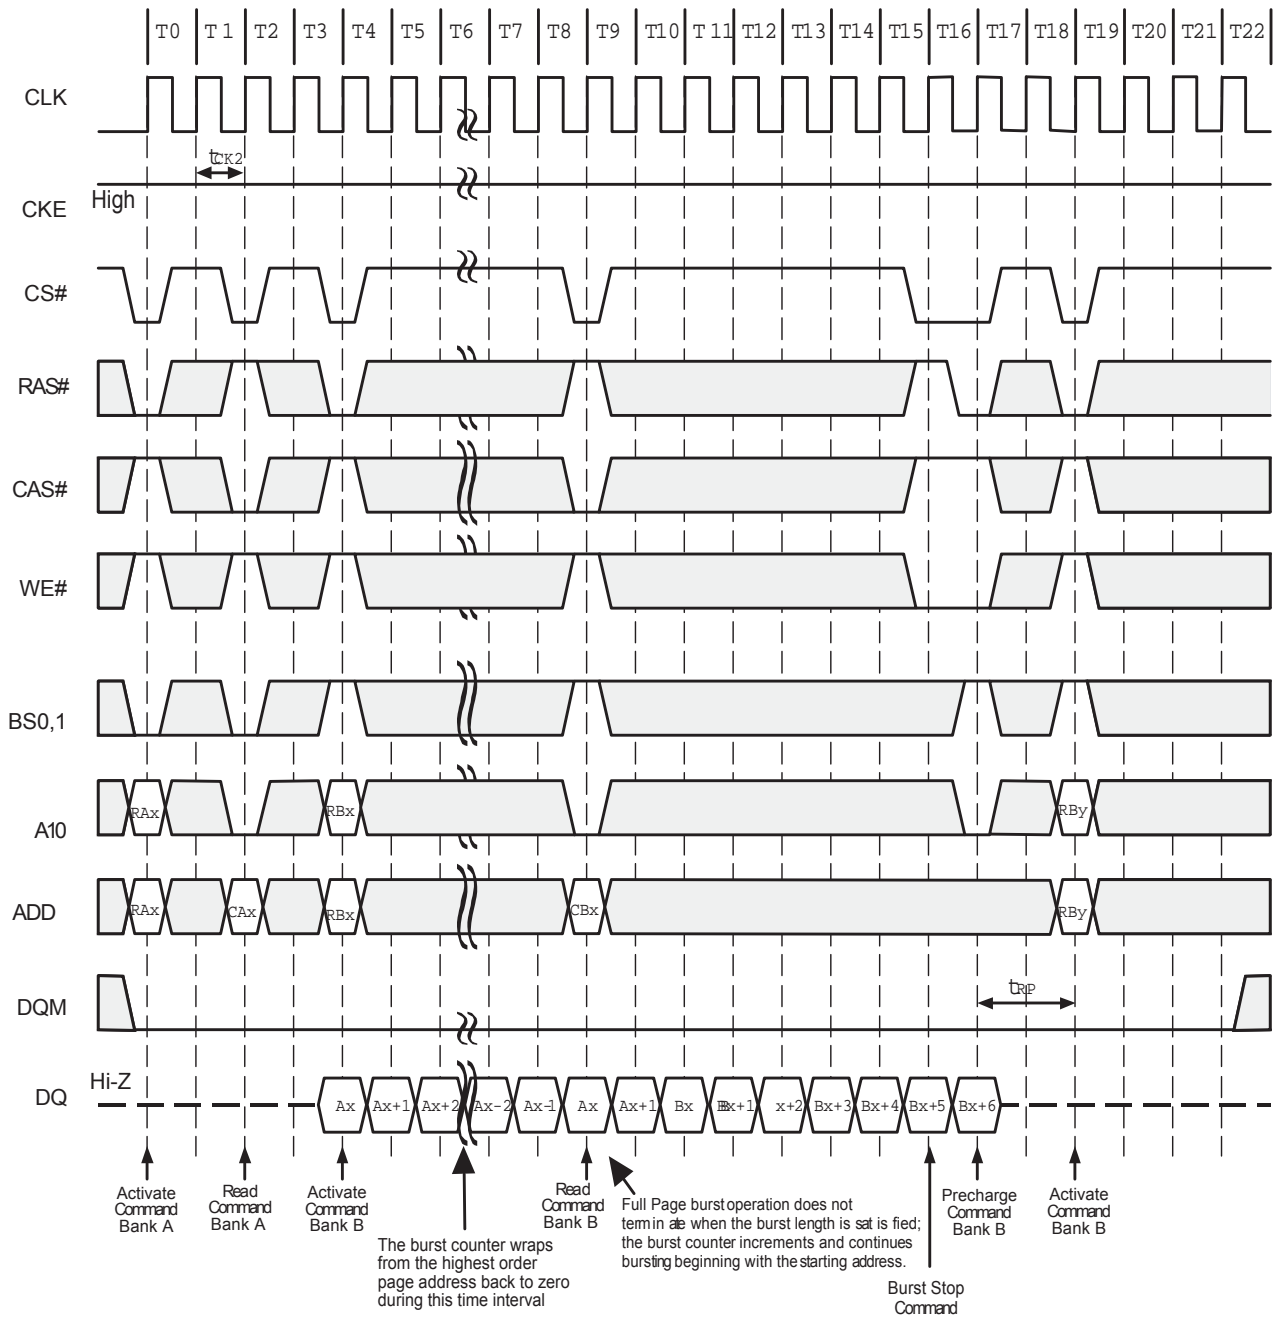 T0 T 1 T2 T3 T4 T5 T6 T7 T8 T9 T10 T 11 T12 T13 T14 T15 T16 T17 T18 T19 T20 T21 T22
CLK
tCK2
High
CKE
CS#
RAS#
CAS#
WE#
BS0,1
RAx RBx RBy
A10
RAx CAx RBx CBx RBy
ADD
tRP
DQM
Hi-Z
DQ
Ax Ax+1 Ax+2 Ax-2 Ax-1 Ax Ax+1 Bx Bx+1 x+2 Bx+3 Bx+4 Bx+5 Bx+6
Activate
Command
Bank A
Read
Command
Bank A
Activate
Command
Bank B
The burst counter wraps
from the highest order
page address back to zero
during this time interval
Read
Command
Bank B
Full Page burst operation does not
termin ate when the burst length is sat is fied;
the burst counter increments and continues
bursting beginning with the starting address.
Burst Stop
Command
Precharge
Command
Bank B
Activate
Command
Bank B